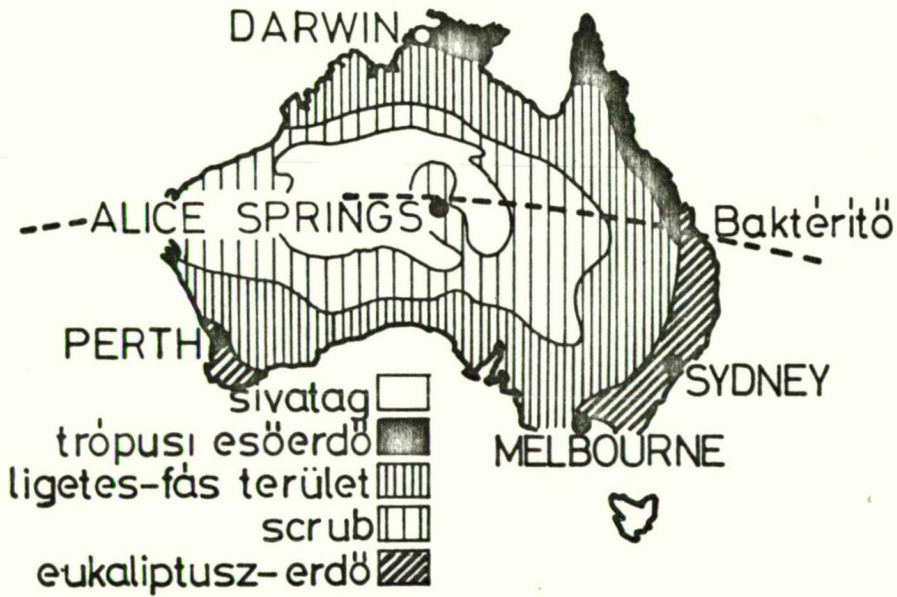 DARWIN
ALICE SPRINGS
Baktérítő
PERTH
SYDNEY
MELBOURNE
sivatag
trópusi esőerdő
ligetes-fás terület
scrub
eukaliptusz-erdő